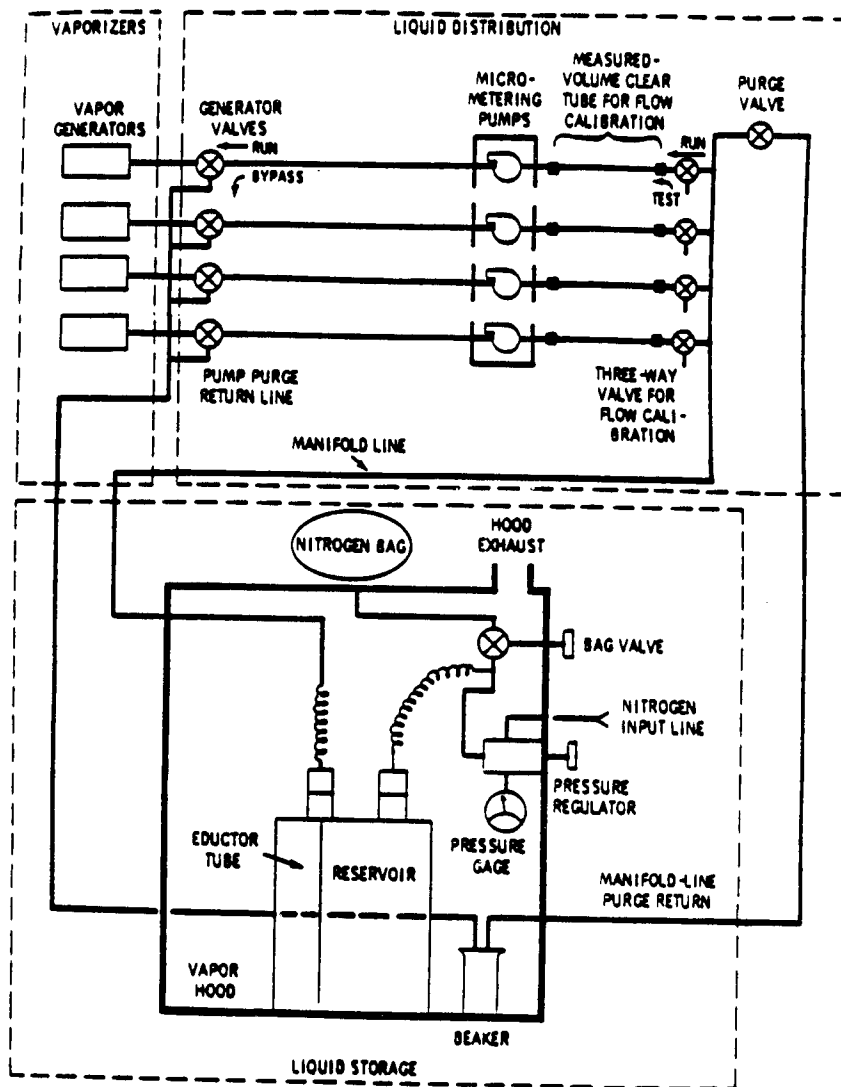 VAPORIZERS
LIQUID DISTRIBUTION
VAPOR
GENERATORS
GENERATOR
VALVES
RUN
BYPASS
MICRO-
METERING
PUMPS
MEASURED-
VOLUME CLEAR
TUBE FOR FLOW
CALIBRATION
PURGE
VALVE
RUN
TEST
PUMP PURGE
RETURN LINE
THREE-WAY
VALVE FOR
FLOW CALI-
BRATION
MANIFOLD LINE
NITROGEN BAG
HOOD
EXHAUST
BAG VALVE
NITROGEN
INPUT LINE
PRESSURE
REGULATOR
PRESSURE
GAGE
EDUCTOR
TUBE
RESERVOIR
MANIFOLD-LINE
PURGE RETURN
VAPOR
HOOD
BEAKER
LIQUID STORAGE